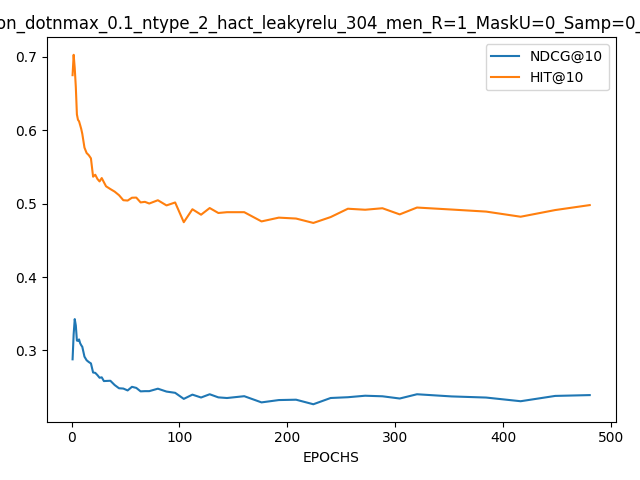 on_dotnmax_0.1_ntype_2_hact_leakyrelu_304_men_R=1_MaskU=0_Samp=0_
NDCG@10
HIT@10
0.7
0.6
0.5
0.4
0.3
0 100 200 300 400 500
EPOCHS